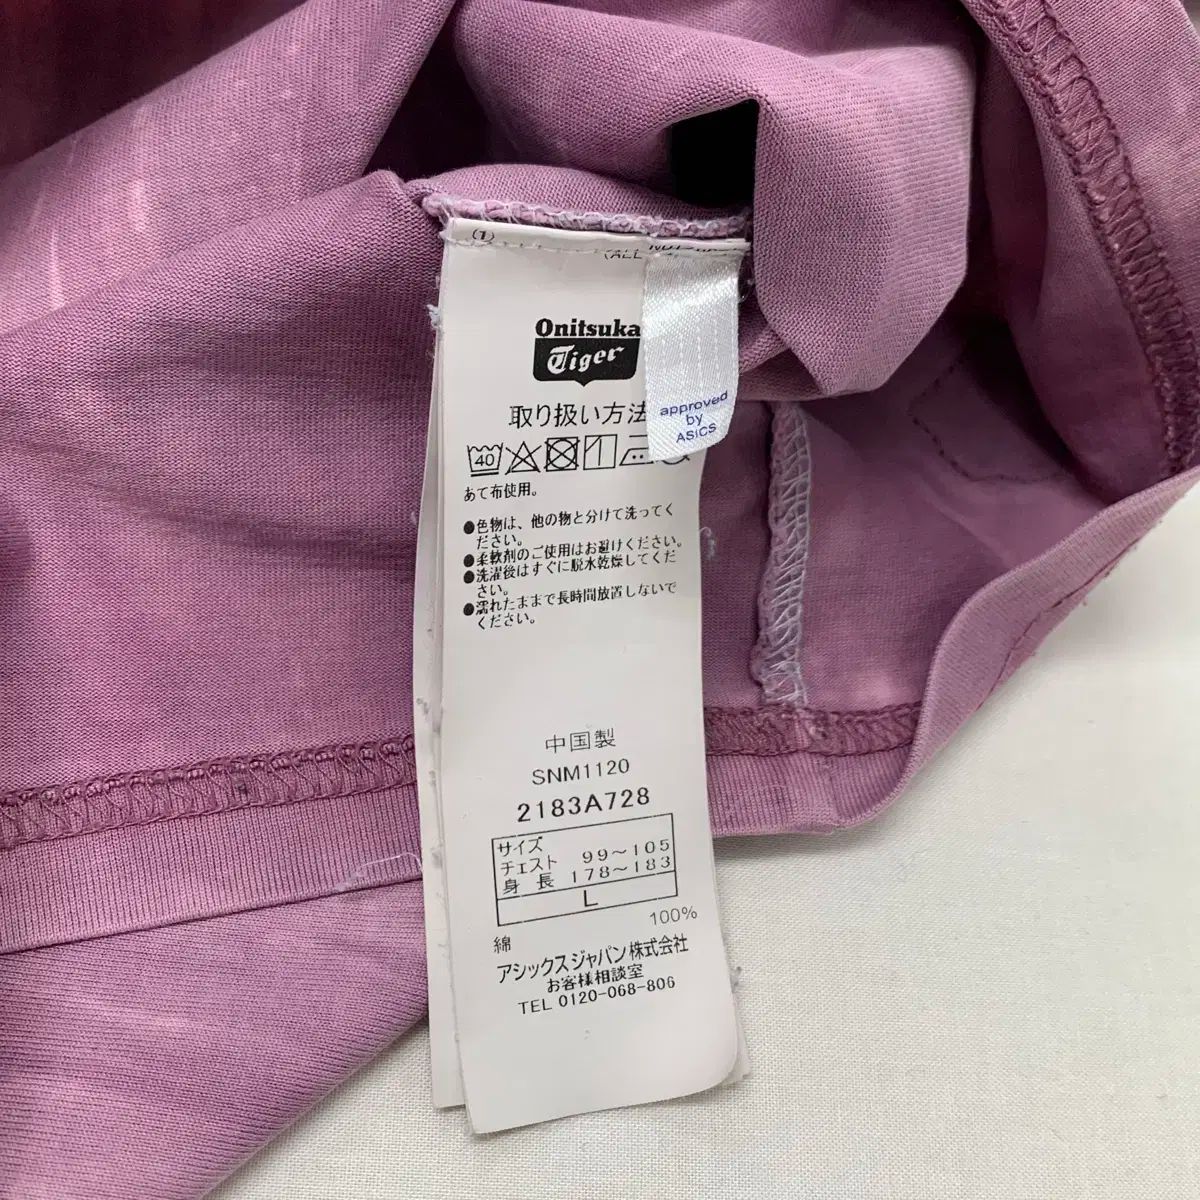 (1)
(ALL
Onitsuka
Tiger
approved
by
ASICS
取り扱い方法
40
あて布使用。
●色物は、他の物と分けて洗ってく
ださい。
●柔軟剤のご使用はお避けください。
●洗濯後はすぐに脱水乾燥してくだ
さい。
●濡れたままで長時間放置しないで
ください。
中国製
SNM1120
2183A728
サイズ
チェスト 99～105
身長 178～183
L
綿 100%
アシックスジャパン株式会社
お客様相談室
TEL 0120-068-806